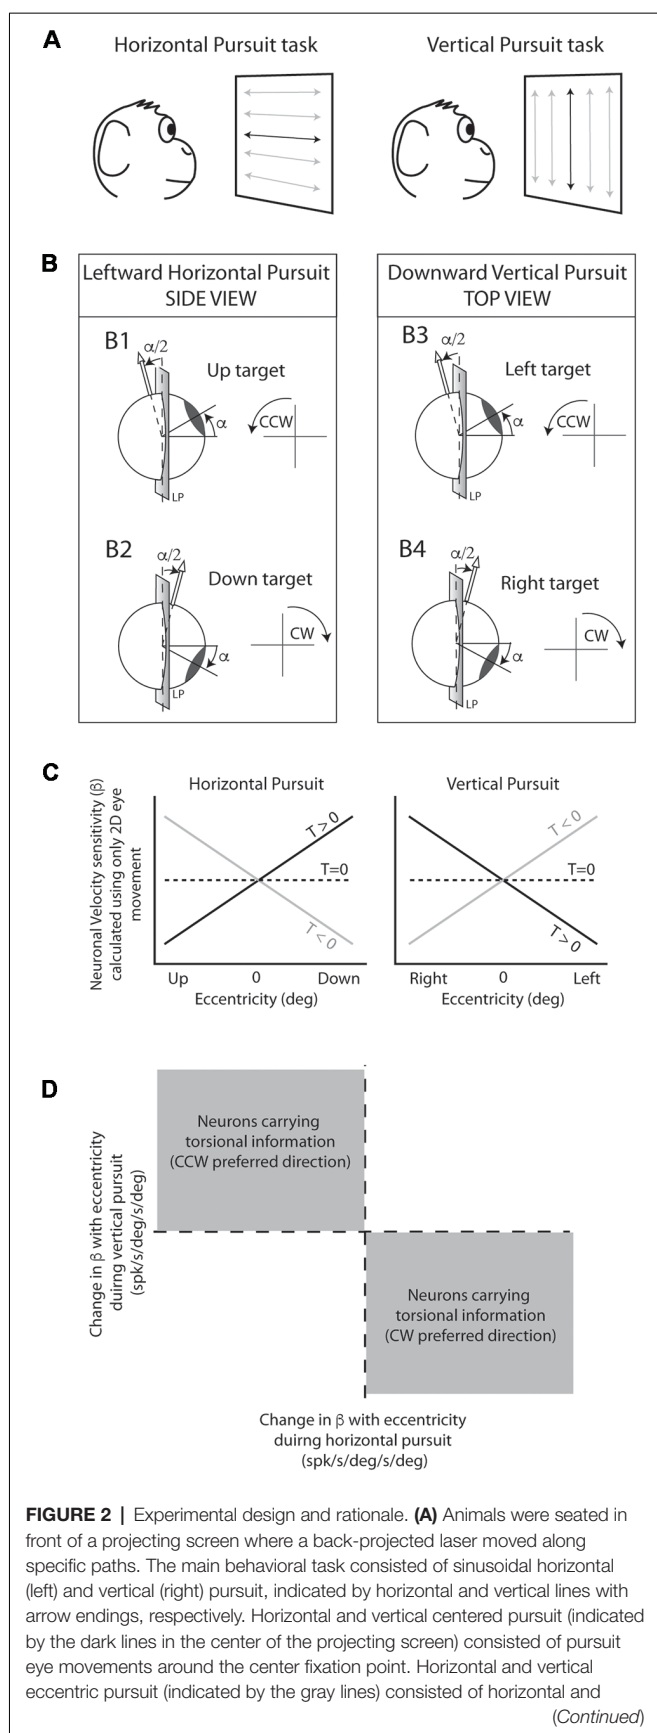 A
Horizontal Pursuit task
Vertical Pursuit task
B
Leftward Horizontal Pursuit
SIDE VIEW
B1
α/2
Up target
α
CCW
LP
B2
α/2
Down target
α
CW
LP
Downward Vertical Pursuit
TOP VIEW
B3
α/2
Left target
α
CCW
LP
B4
α/2
Right target
α
CW
LP
C
Neuronal Velocity sensitivity (β)
calculated using only 2D eye
movement
Horizontal Pursuit
T > 0
T=0
T < 0
Up
0
Down
Eccentricity (deg)
Vertical Pursuit
T < 0
T=0
T > 0
Right
0
Left
Eccentricity (deg)
D
Change in β with eccentricity
duirng vertical pursuit
(spk/s/deg/s/deg)
Neurons carrying
torsional information
(CCW preferred direction)
Neurons carrying
torsional information
(CW preferred direction)
Change in β with eccentricity
duirng horizontal pursuit
(spk/s/deg/s/deg)
FIGURE 2 | Experimental design and rationale. (A) Animals were seated in
front of a projecting screen where a back-projected laser moved along
specific paths. The main behavioral task consisted of sinusoidal horizontal
(left) and vertical (right) pursuit, indicated by horizontal and vertical lines with
arrow endings, respectively. Horizontal and vertical centered pursuit (indicated
by the dark lines in the center of the projecting screen) consisted of pursuit
eye movements around the center fixation point. Horizontal and vertical
eccentric pursuit (indicated by the gray lines) consisted of horizontal and
(Continued)